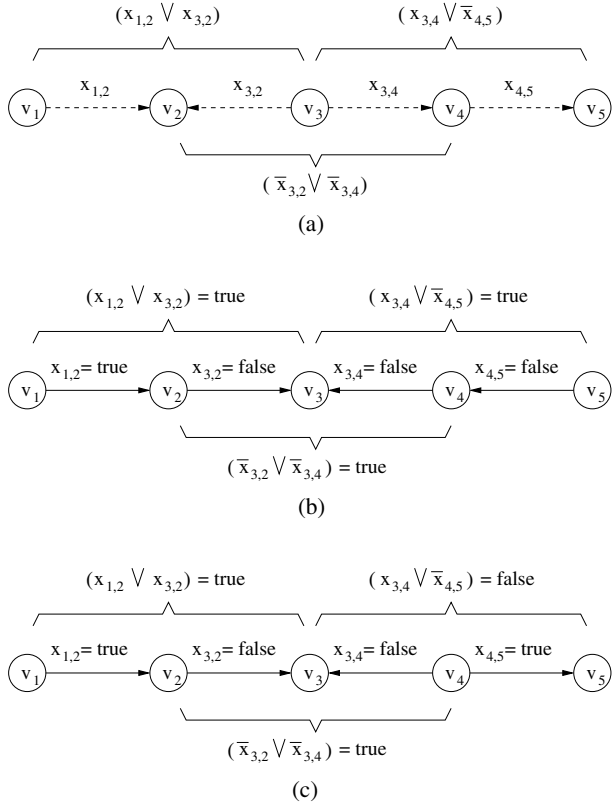 (x₁,₂ ∨ x₃,₂) (x₃,₄ ∨ x̄₄,₅)
x₁,₂ x₃,₂ x₃,₄ x₄,₅
v₁ v₂ v₃ v₄ v₅
(x̄₃,₂ ∨ x̄₃,₄)
(a)
(x₁,₂ ∨ x₃,₂) = true (x₃,₄ ∨ x̄₄,₅) = true
x₁,₂= true x₃,₂= false x₃,₄= false x₄,₅= false
v₁ v₂ v₃ v₄ v₅
(x̄₃,₂ ∨ x̄₃,₄) = true
(b)
(x₁,₂ ∨ x₃,₂) = true (x₃,₄ ∨ x̄₄,₅) = false
x₁,₂= true x₃,₂= false x₃,₄= false x₄,₅= true
v₁ v₂ v₃ v₄ v₅
(x̄₃,₂ ∨ x̄₃,₄) = true
(c)